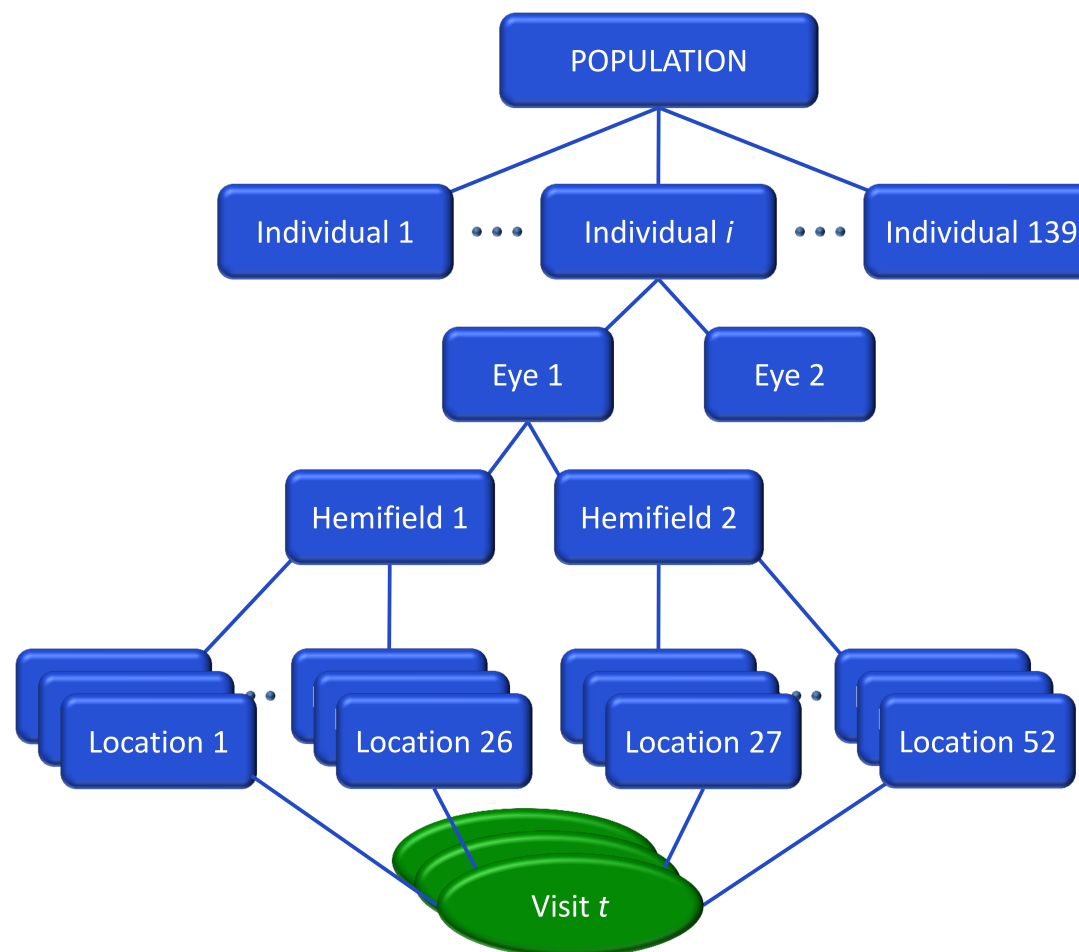 POPULATION
Individual 1
Individual i
Individual 139
Eye 1
Eye 2
Hemifield 1
Hemifield 2
Location 1
Location 26
Location 27
Location 52
Visit t